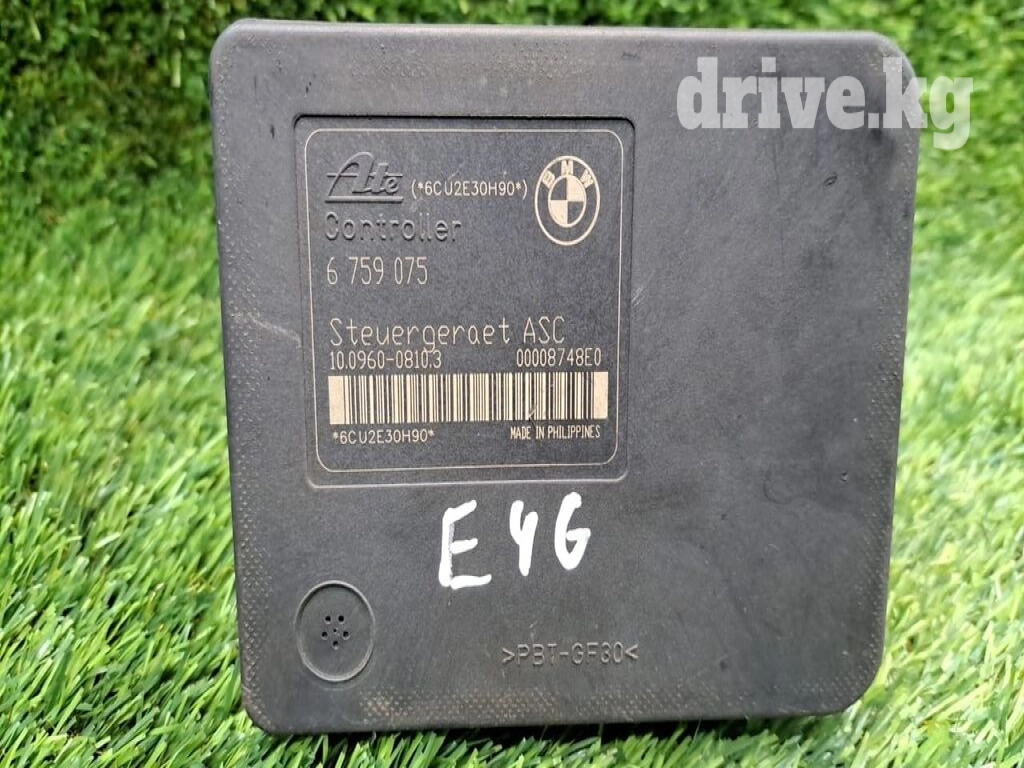 drive.kg
Ate (*6CU2E30H90*) BMW
Controller
6 759 075
Steuergeraet ASC
10.0960-0810.3 00008748E0
*6CU2E30H90* MADE IN PHILIPPINES
E46
>PBT-GF30<